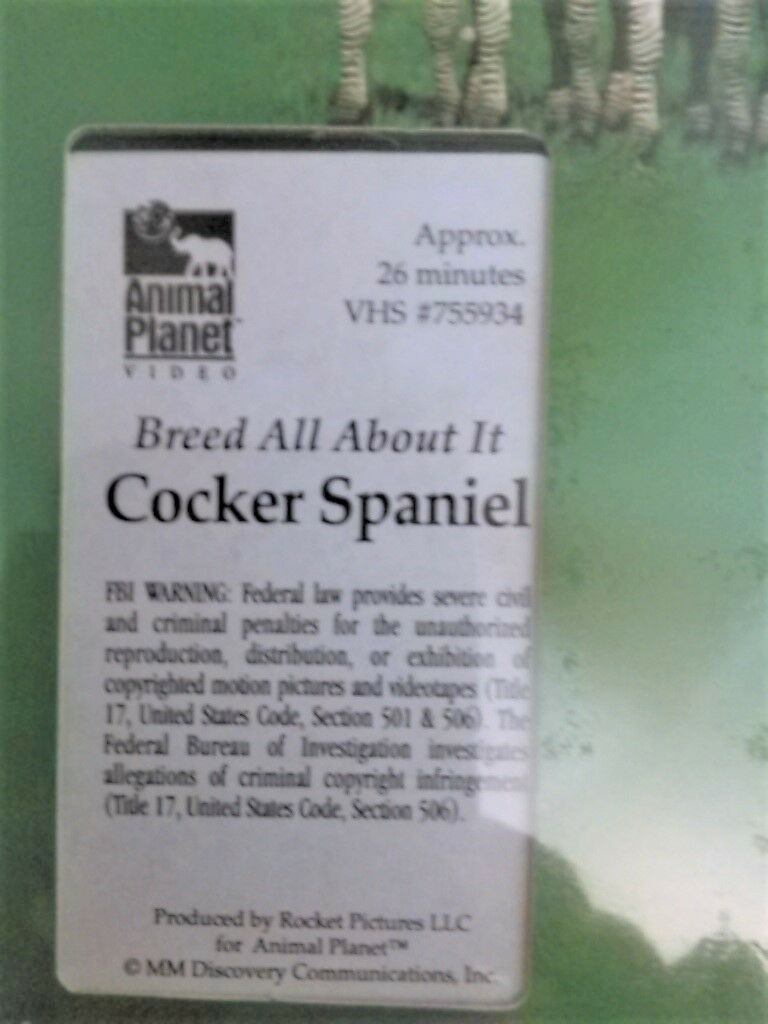 Animal
Planet™
VIDEO
Approx.
26 minutes
VHS #755934
Breed All About It
Cocker Spaniel
FBI WARNING: Federal law provides severe civil
and criminal penalties for the unauthorized
reproduction, distribution, or exhibition of
copyrighted motion pictures and videotapes (Title
17, United States Code, Section 501 & 506). The
Federal Bureau of Investigation investigates
allegations of criminal copyright infringement
(Title 17, United States Code, Section 506).
Produced by Rocket Pictures LLC
for Animal Planet™
© MM Discovery Communications, Inc.